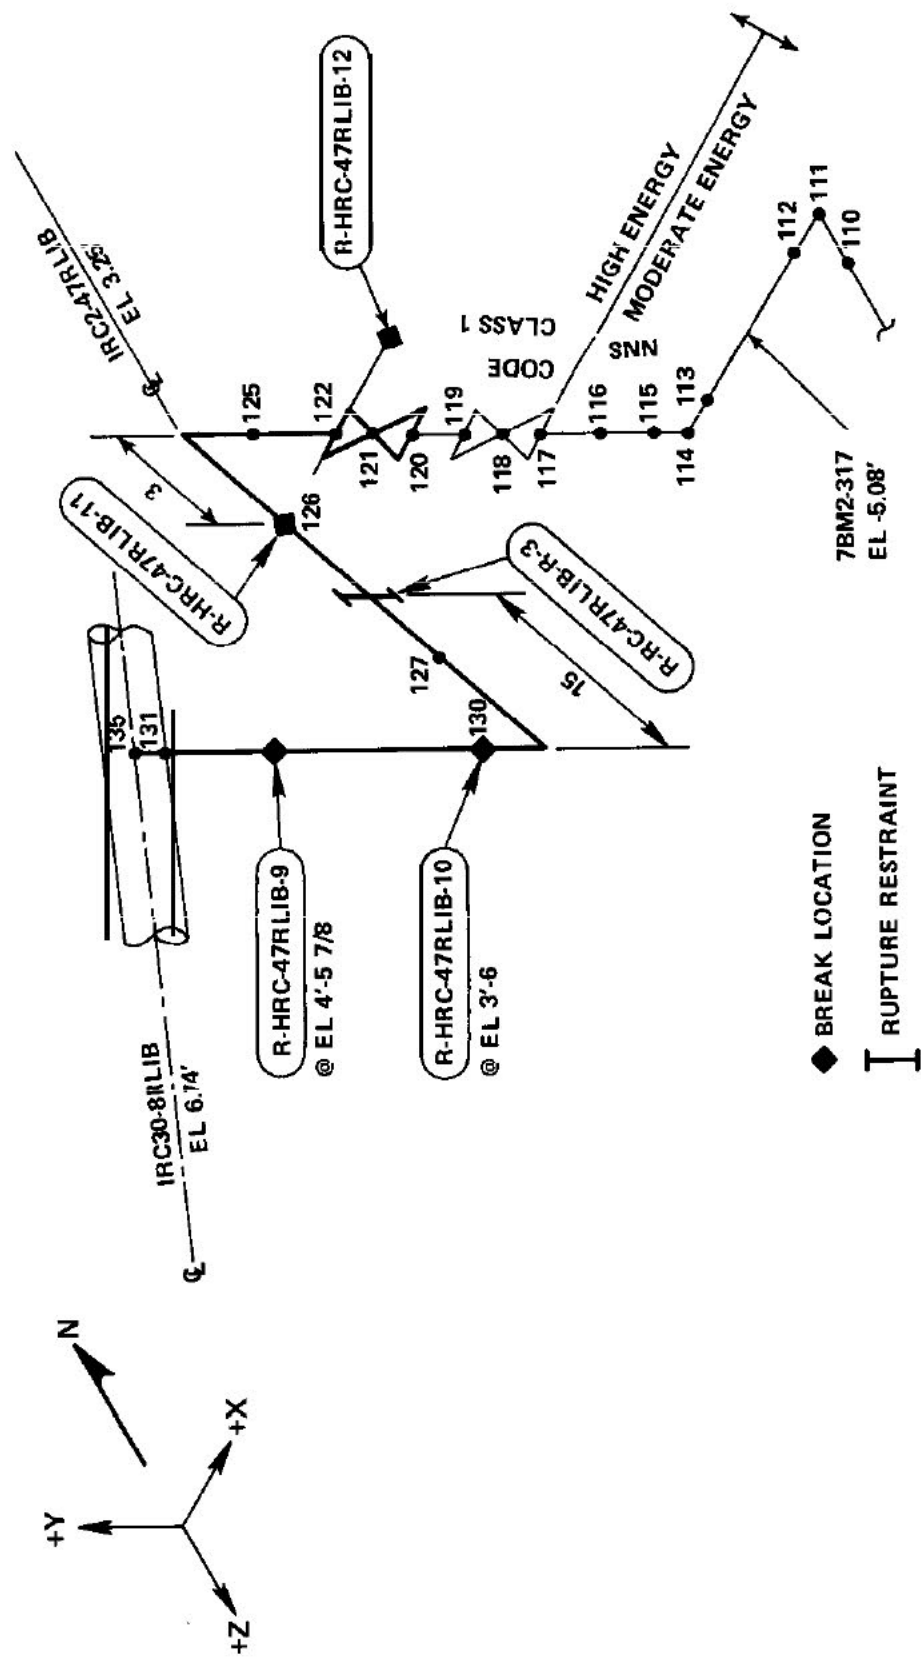 N
+Y
+X
+Z
IRC30-8RLIB
EL 6.74'
℄
135
131
R-HRC-47RLIB-9
@ EL 4'-5 7/8
R-HRC-47RLIB-10
@ EL 3'-6
130
127
R-HRC-47RLIB-11
3
126
R-RC-47RLIB-R-3
15
IRC2-47RLIB
EL 3.25
℄
125
122
R-HRC-47RLIB-12
121
120
119
118
117
CODE
CLASS 1
NNS
HIGH ENERGY
MODERATE ENERGY
116
115
114
113
112
111
110
7BM2-317
EL -5.08'
BREAK LOCATION
RUPTURE RESTRAINT